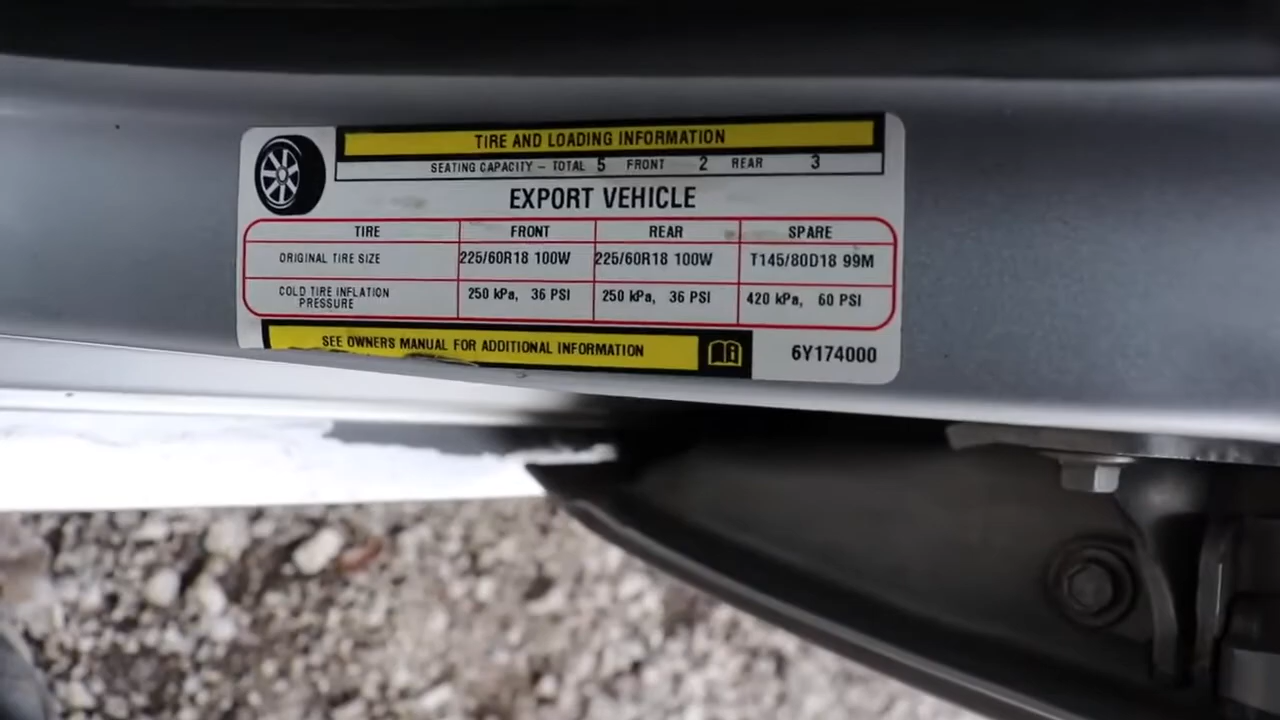 TIRE AND LOADING INFORMATION
SEATING CAPACITY – TOTAL 5 FRONT 2 REAR 3
EXPORT VEHICLE
TIRE FRONT REAR SPARE
ORIGINAL TIRE SIZE 225/60R18 100W 225/60R18 100W T145/80D18 99M
COLD TIRE INFLATION PRESSURE 250 kPa, 36 PSI 250 kPa, 36 PSI 420 kPa, 60 PSI
SEE OWNERS MANUAL FOR ADDITIONAL INFORMATION
6Y174000